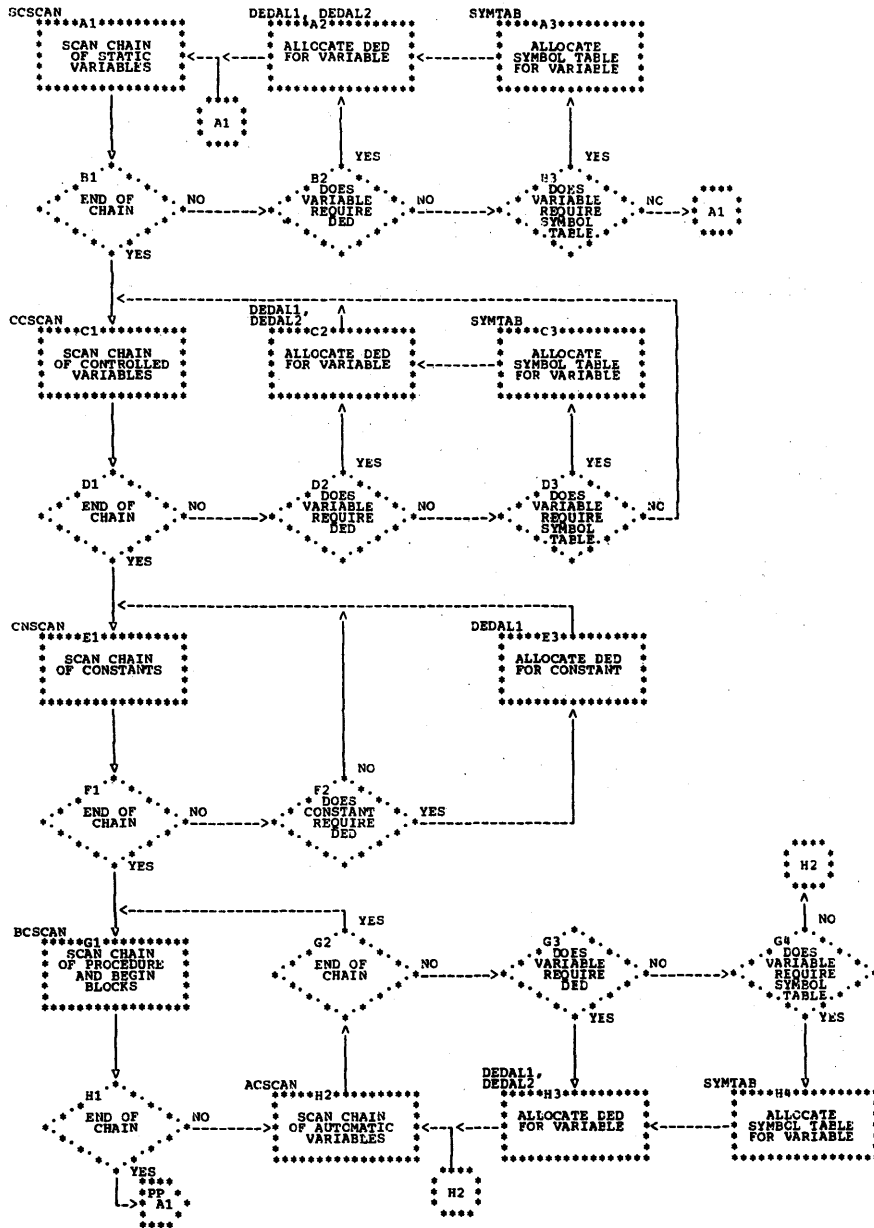 SCSCAN
DEDAL1, DEDAL2
SYMTAB
A1
A2
A3
SCAN CHAIN
OF STATIC
VARIABLES
ALLOCATE DED
FOR VARIABLE
ALLOCATE
SYMBOL TABLE
FOR VARIABLE
A1
YES
YES
B1
END OF
CHAIN
NO
B2
DOES
VARIABLE
REQUIRE
DED
NO
B3
DOES
VARIABLE
REQUIRE
SYMBOL
TABLE
NO
A1
YES
CCSCAN
DEDAL1,
DEDAL2
SYMTAB
C1
C2
C3
SCAN CHAIN
OF CONTROLLED
VARIABLES
ALLOCATE DED
FOR VARIABLE
ALLOCATE
SYMBOL TABLE
FOR VARIABLE
YES
YES
D1
END OF
CHAIN
NO
D2
DOES
VARIABLE
REQUIRE
DED
NO
D3
DOES
VARIABLE
REQUIRE
SYMBOL
TABLE.
NO
YES
CNSCAN
DEDAL1
E1
E3
SCAN CHAIN
OF CONSTANTS
ALLOCATE DED
FOR CONSTANT
NO
F1
END OF
CHAIN
NO
F2
DOES
CONSTANT
REQUIRE
DED
YES
YES
H2
BCSCAN
YES
NO
G1
SCAN CHAIN
OF PROCEDURE
AND BEGIN
BLOCKS
G2
END OF
CHAIN
NO
G3
DOES
VARIABLE
REQUIRE
DED
NO
G4
DOES
VARIABLE
REQUIRE
SYMBOL
TABLE.
YES
YES
ACSCAN
DEDAL1,
DEDAL2
SYMTAB
H1
END OF
CHAIN
NO
H2
SCAN CHAIN
OF AUTOMATIC
VARIABLES
H3
ALLOCATE DED
FOR VARIABLE
H4
ALLOCATE
SYMBOL TABLE
FOR VARIABLE
YES
PP
A1
H2